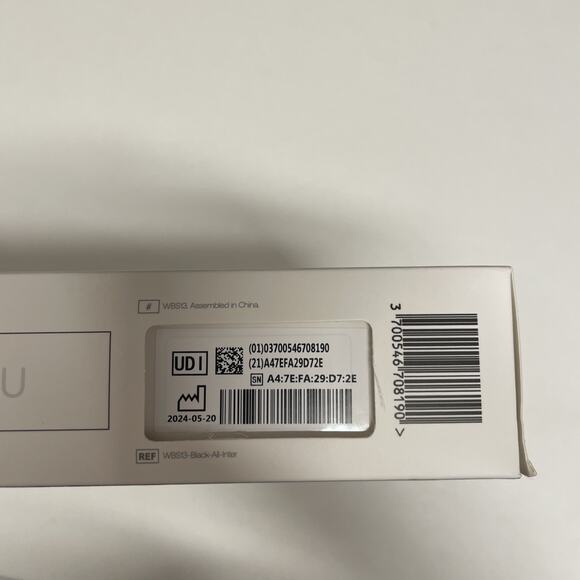 # WBS13. Assembled in China.
U
UDI
(01)03700546708190
(21)A47EFA29D72E
SN A4:7E:FA:29:D7:2E
2024-05-20
REF WBS13-Black-All-Inter
3 700546 708190 >